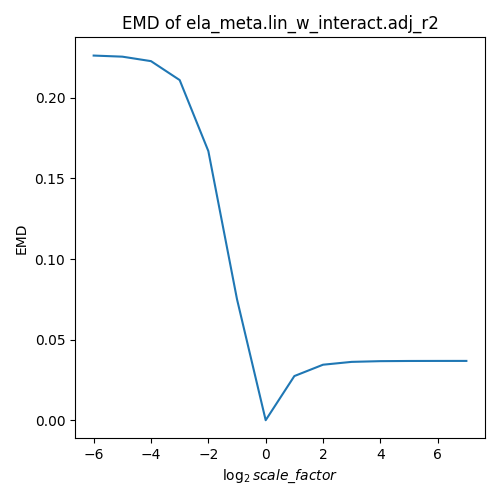 EMD of ela_meta.lin_w_interact.adj_r2
EMD
0.20
0.15
0.10
0.05
0.00
−6 −4 −2 0 2 4 6
log₂ scale_factor